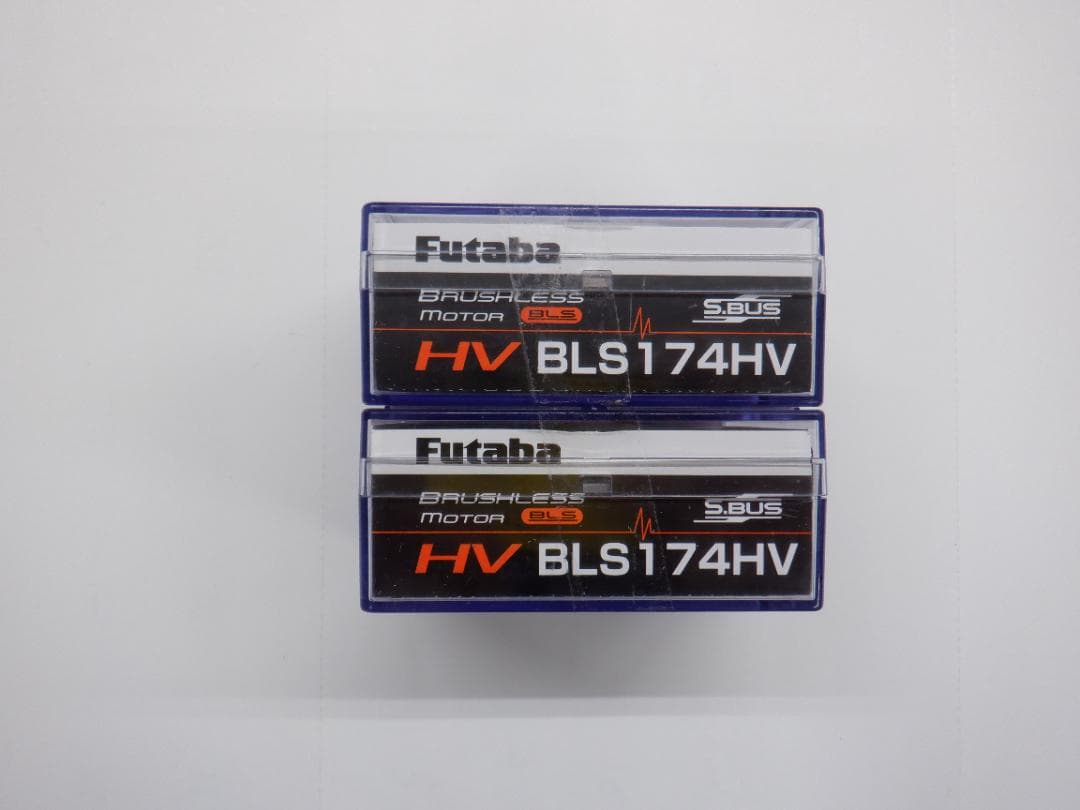 Futaba
BRUSHLESS
MOTOR BLS
S.BUS
HV BLS174HV
Futaba
BRUSHLESS
MOTOR BLS
S.BUS
HV BLS174HV